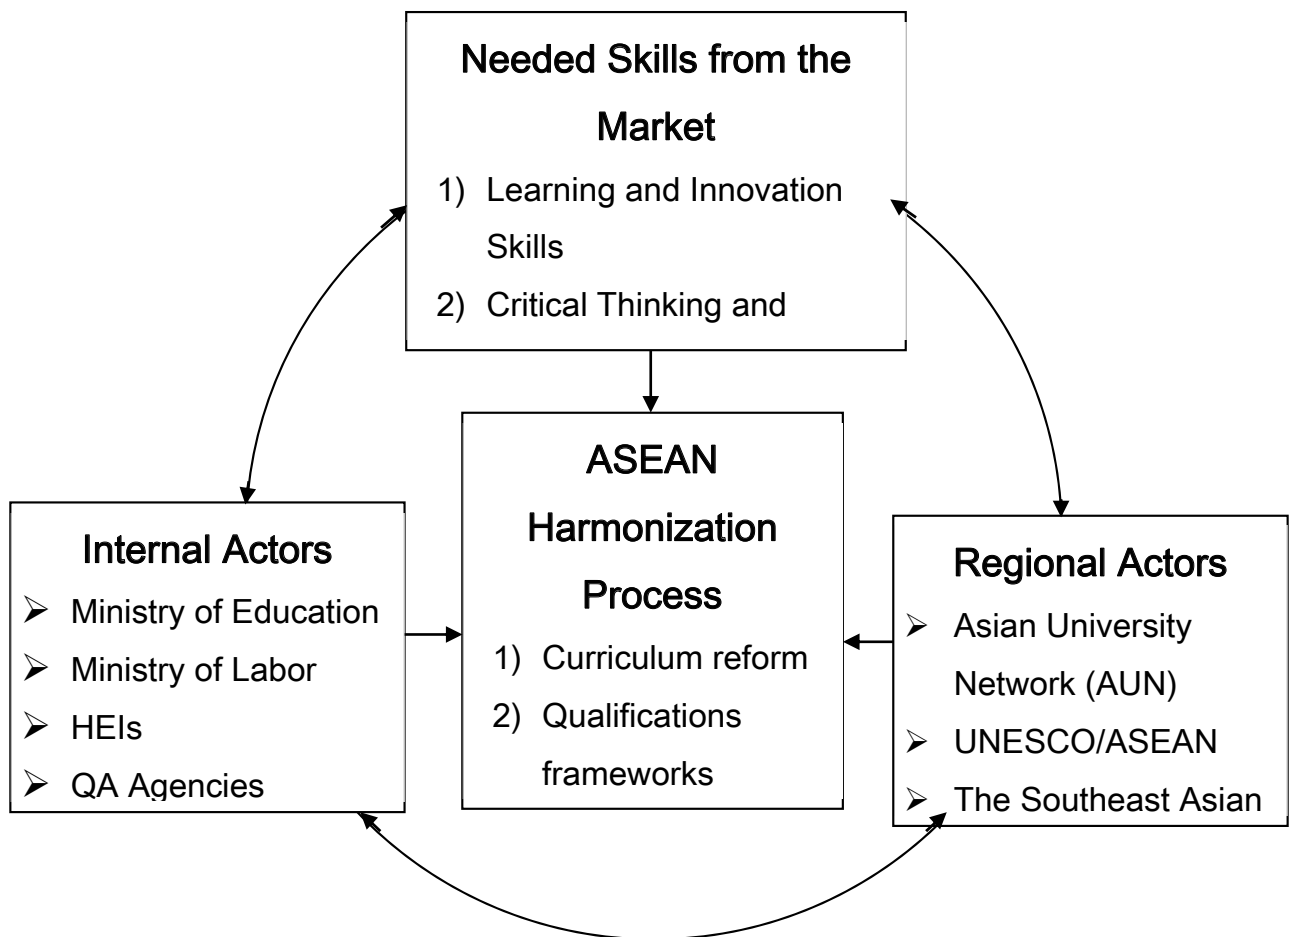 Needed Skills from the
Market
1) Learning and Innovation
Skills
2) Critical Thinking and
ASEAN
Harmonization
Process
1) Curriculum reform
2) Qualifications
frameworks
Internal Actors
➢ Ministry of Education
➢ Ministry of Labor
➢ HEIs
➢ QA Agencies
Regional Actors
➢ Asian University
Network (AUN)
➢ UNESCO/ASEAN
➢ The Southeast Asian